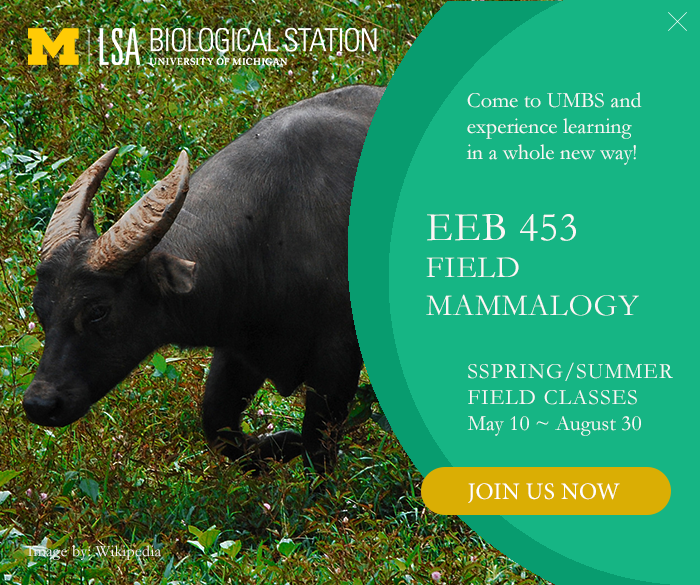 M LSA BIOLOGICAL STATION
UNIVERSITY OF MICHIGAN
Come to UMBS and
experience learning
in a whole new way!
EEB 453
FIELD
MAMMALOGY
SSPRING/SUMMER
FIELD CLASSES
May 10 ~ August 30
JOIN US NOW
Image by: Wikipedia